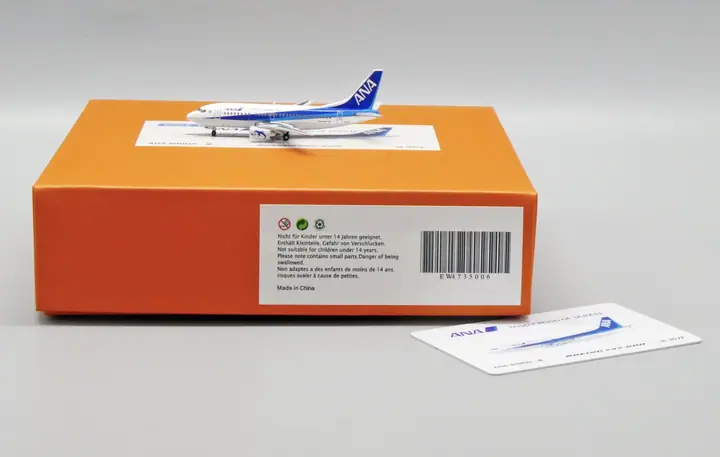 ANA
ANA
Nicht für Kinder unter 14 Jahren geeignet.
Enthält Kleinteile, Gefahr von Verschlucken.
Not suitable for children under 14 years.
Please note contains small parts.Danger of being
swallowed.
Non adaptes a des enfants de moins de 14 ans.
risques avaler à cause de petites.
Made in China
EW4735006
ANA